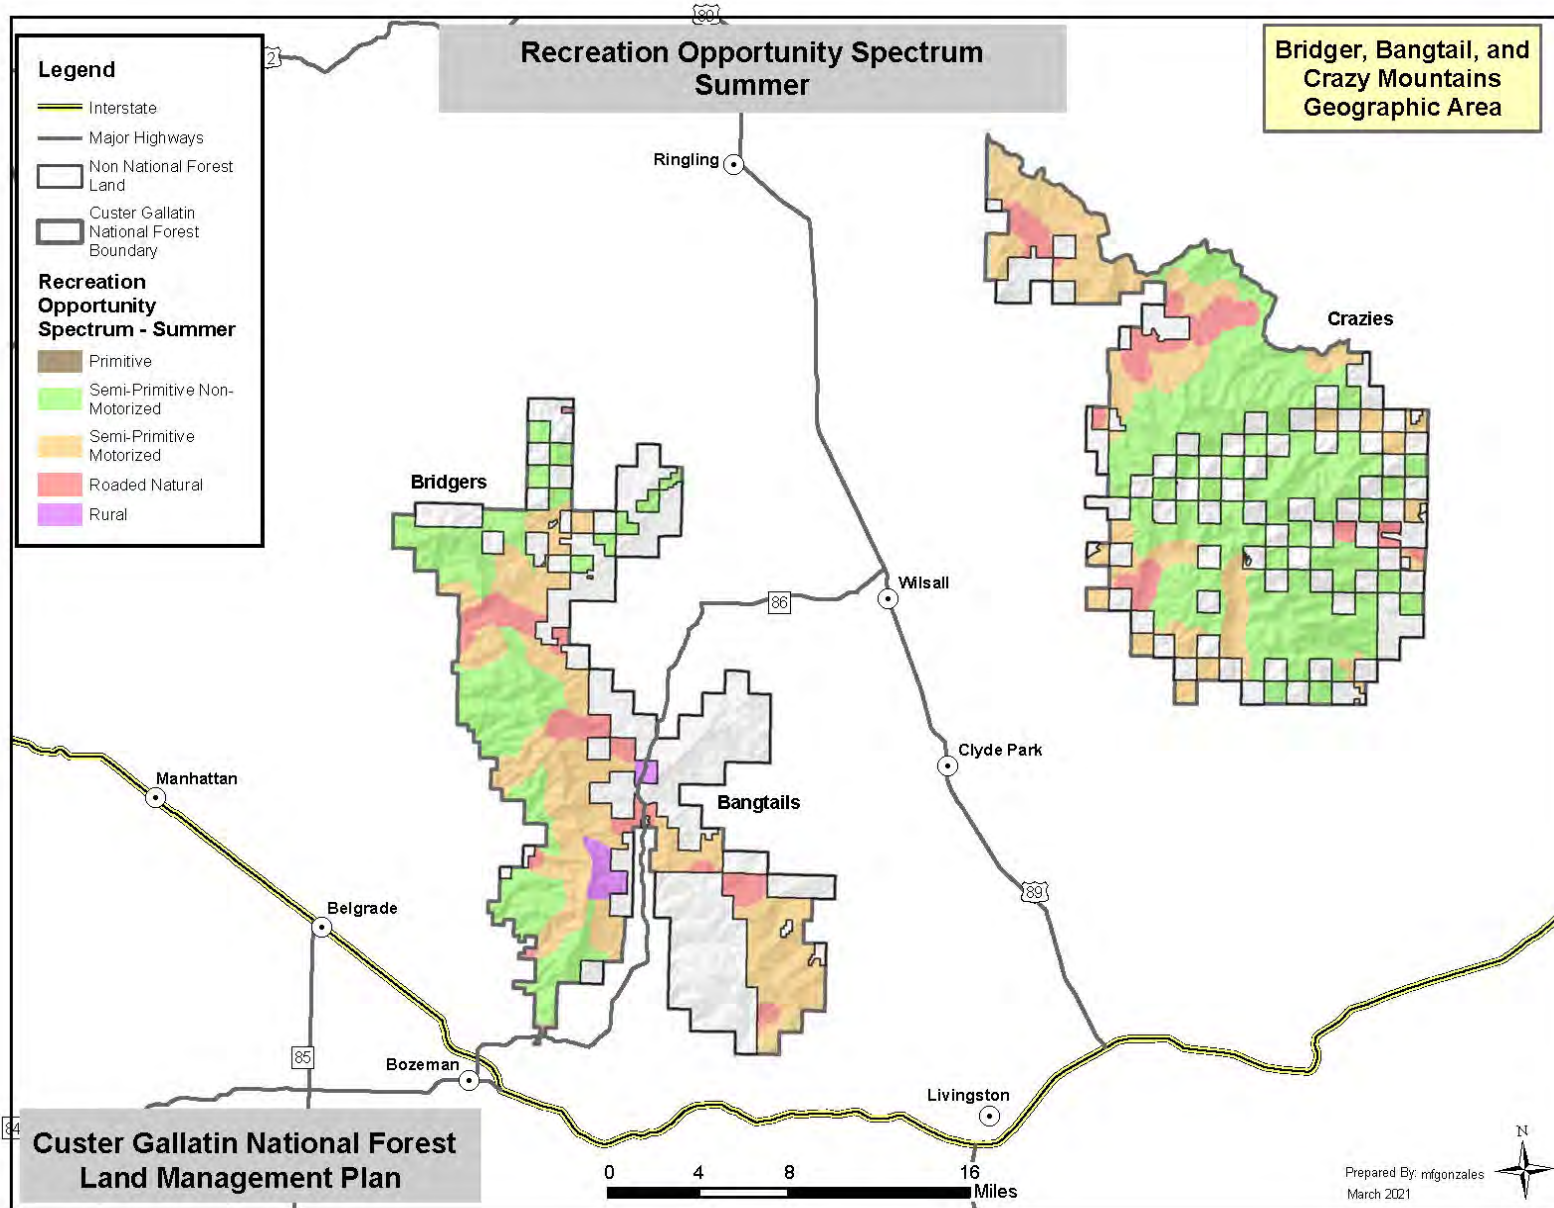 80
2
Recreation Opportunity Spectrum
Summer
Bridger, Bangtail, and
Crazy Mountains
Geographic Area
Legend
Interstate
Major Highways
Non National Forest
Land
Custer Gallatin
National Forest
Boundary
Recreation
Opportunity
Spectrum - Summer
Primitive
Semi-Primitive Non-
Motorized
Semi-Primitive
Motorized
Roaded Natural
Rural
Ringling
Crazies
Bridgers
86
Wilsall
Clyde Park
Manhattan
Bangtails
89
Belgrade
85
Bozeman
Livingston
84
Custer Gallatin National Forest
Land Management Plan
0 4 8 16
Miles
N
Prepared By: mfgonzales
March 2021